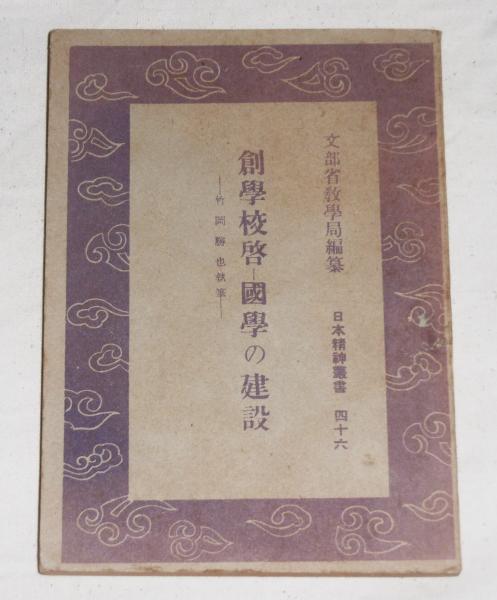 文部省敎學局編纂
日本精神叢書 四十六
創學校啓―國學の建設
―竹岡勝也執筆―